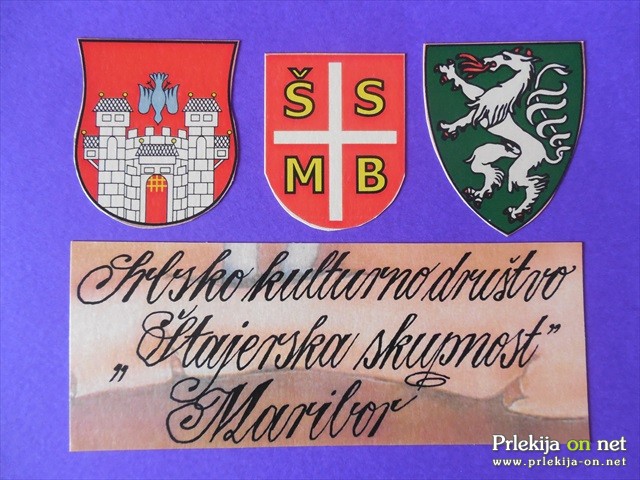 Š S
M B
Srbsko kulturno društvo
„Štajerska skupnost”
Maribor
Prlekija on net
www.prlekija-on.net